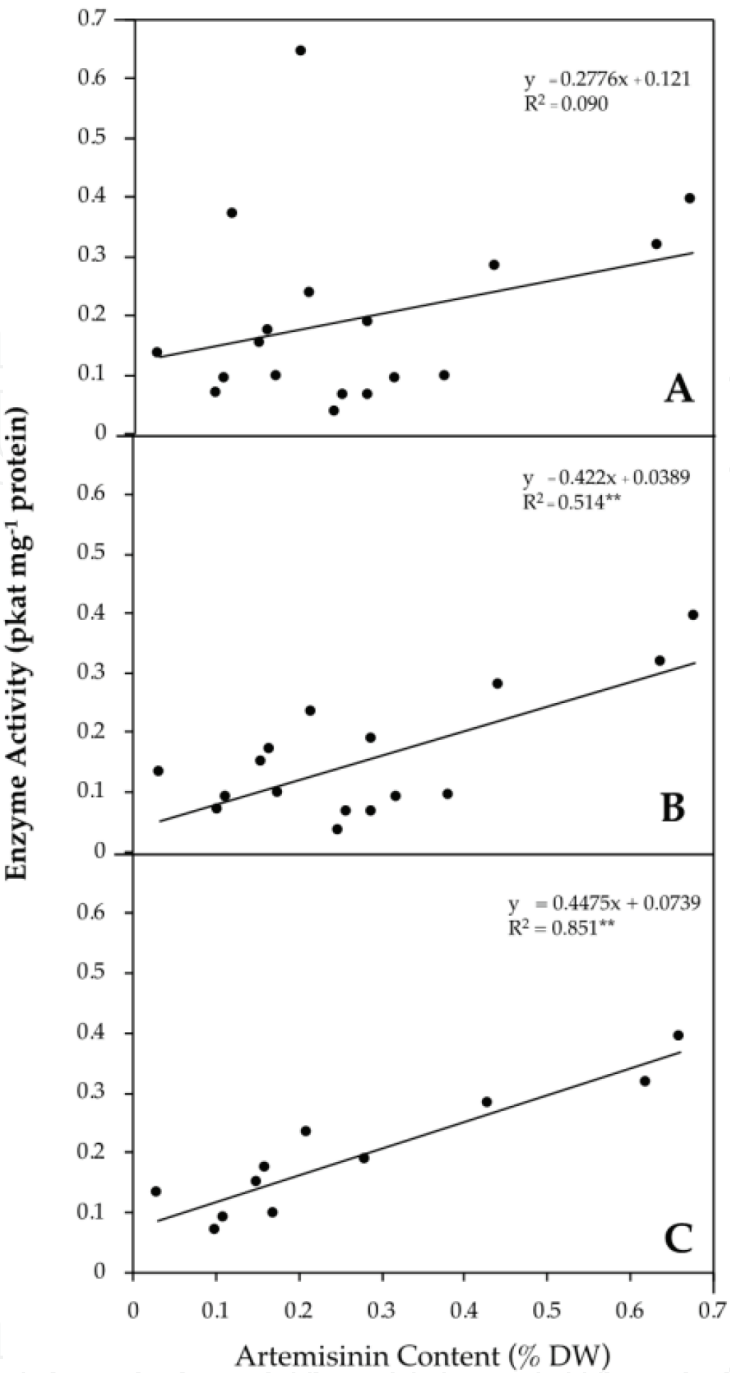 Enzyme Activity (pkat mg⁻¹ protein)
0.7
0.6
0.5
0.4
0.3
0.2
0.1
0
y = 0.2776x + 0.121
R² = 0.090
A
0.6
0.5
0.4
0.3
0.2
0.1
0
y = 0.422x + 0.0389
R² = 0.514**
B
0.6
0.5
0.4
0.3
0.2
0.1
0
y = 0.4475x + 0.0739
R² = 0.851**
C
0 0.1 0.2 0.3 0.4 0.5 0.6 0.7
Artemisinin Content (% DW)